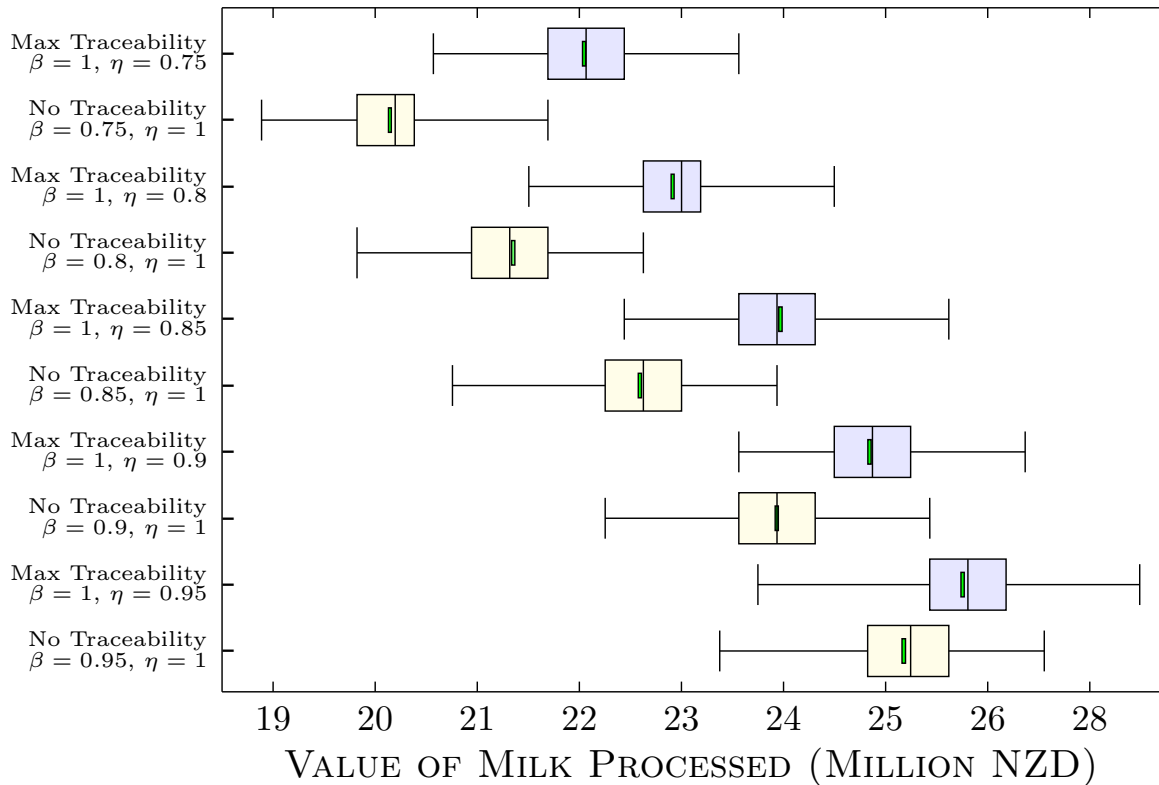 Max Traceability
β = 1, η = 0.75
No Traceability
β = 0.75, η = 1
Max Traceability
β = 1, η = 0.8
No Traceability
β = 0.8, η = 1
Max Traceability
β = 1, η = 0.85
No Traceability
β = 0.85, η = 1
Max Traceability
β = 1, η = 0.9
No Traceability
β = 0.9, η = 1
Max Traceability
β = 1, η = 0.95
No Traceability
β = 0.95, η = 1
19 20 21 22 23 24 25 26 28
VALUE OF MILK PROCESSED (MILLION NZD)